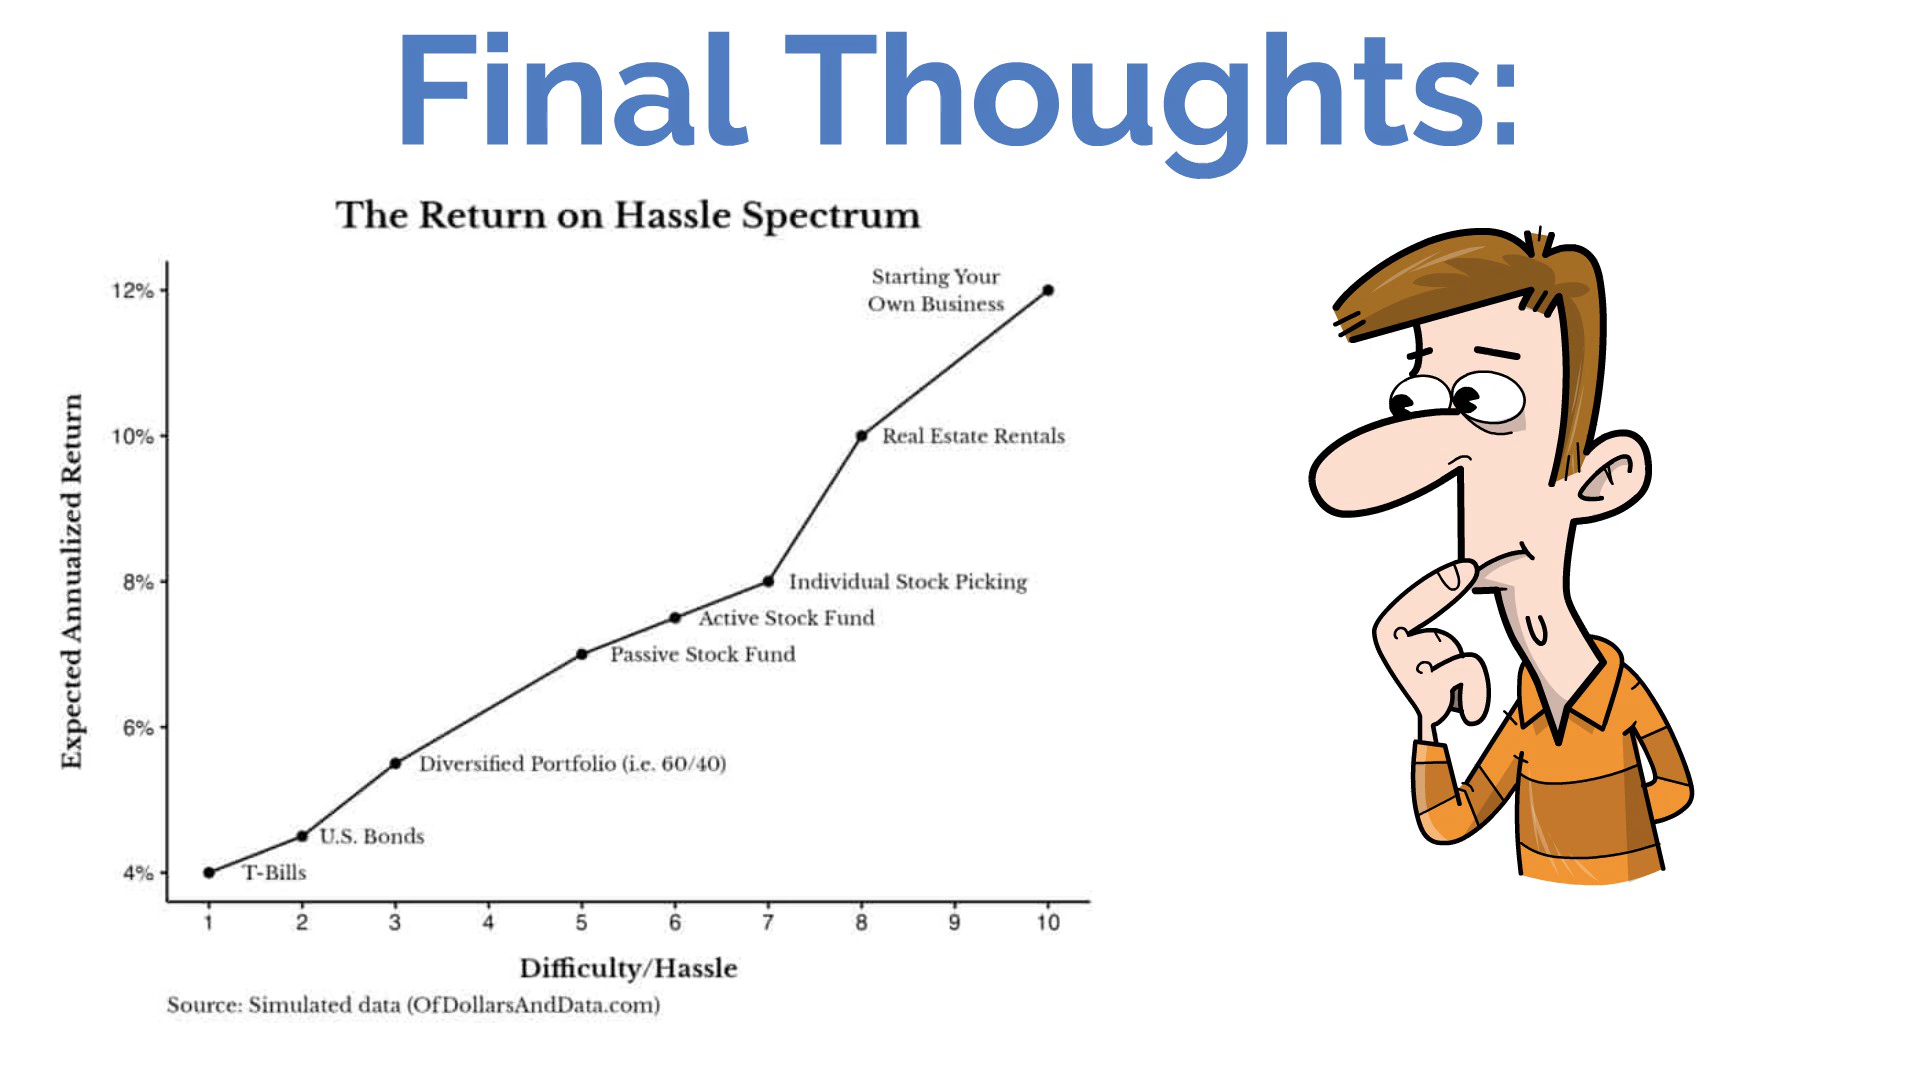 Final Thoughts:
The Return on Hassle Spectrum
Expected Annualized Return
12%
10%
8%
6%
4%
Starting Your
Own Business
Real Estate Rentals
Individual Stock Picking
Active Stock Fund
Passive Stock Fund
Diversified Portfolio (i.e. 60/40)
U.S. Bonds
T-Bills
1 2 3 4 5 6 7 8 9 10
Difficulty/Hassle
Source: Simulated data (OfDollarsAndData.com)